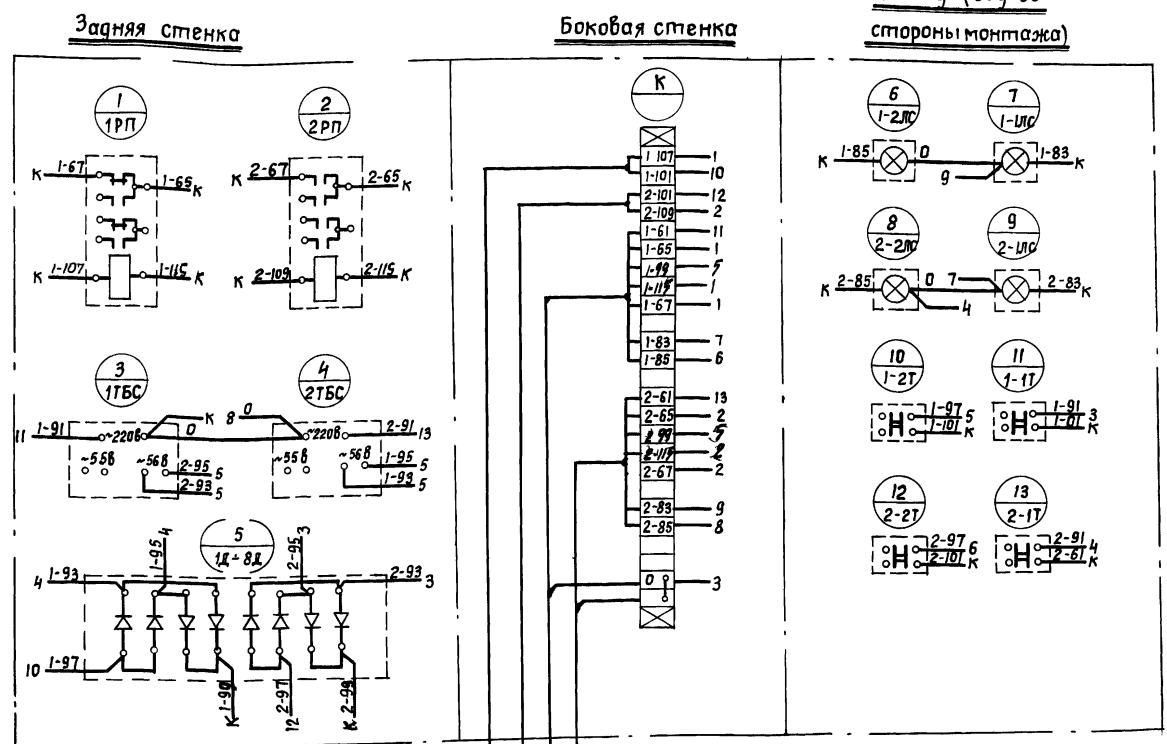 Задняя стенка
Боковая стенка
стороны монтажа)
1
1РП
2
2РП
К 1-67
1-65 К
К 2-67
2-65 К
К 1-107
1-115 К
К 2-109
2-115 К
3
1ТБС
4
2ТБС
11 1-91
~220В
0
К
8 0
~220В
2-91 13
~55В
~56В
2-95 5
2-93 5
~55В
~56В
1-95 5
1-93 5
5
1Д÷8Д
4 1-93
1-95 4
2-95 3
2-93 3
10 1-97
К 1-99
12 2-97
К 2-99
К
1-107 1
1-101 10
2-101 12
2-109 2
1-61 11
1-65 1
1-99 5
1-115 1
1-67 1
1-83 7
1-85 6
2-61 13
2-65 2
2-99 5
2-115 2
2-67 2
2-83 9
2-85 8
0 3
6
1-2ЛС
7
1-1ЛС
К 1-85
0
9
1-83 К
8
2-2ЛС
9
2-1ЛС
К 2-85
0 7
4
2-83 К
10
1-2Т
11
1-1Т
1-97 5
1-101 К
1-91 3
1-01 К
12
2-2Т
13
2-1Т
2-97 6
2-101 К
2-91 4
2-61 К